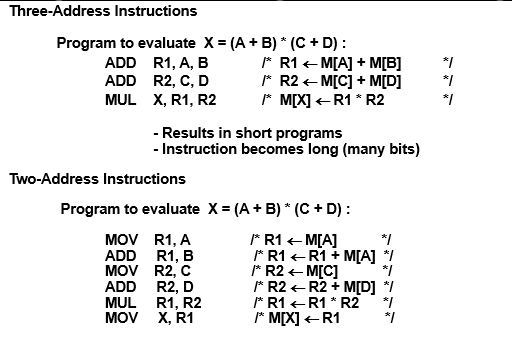 Three-Address Instructions
Program to evaluate X = (A + B) * (C + D) :
ADD R1, A, B /* R1 ← M[A] + M[B] */
ADD R2, C, D /* R2 ← M[C] + M[D] */
MUL X, R1, R2 /* M[X] ← R1 * R2 */
- Results in short programs
- Instruction becomes long (many bits)
Two-Address Instructions
Program to evaluate X = (A + B) * (C + D) :
MOV R1, A /* R1 ← M[A] */
ADD R1, B /* R1 ← R1 + M[A] */
MOV R2, C /* R2 ← M[C] */
ADD R2, D /* R2 ← R2 + M[D] */
MUL R1, R2 /* R1 ← R1 * R2 */
MOV X, R1 /* M[X] ← R1 */